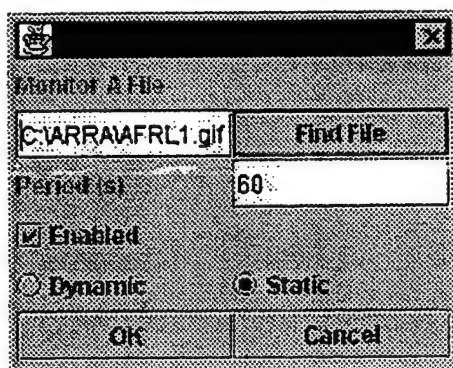 Monitor A File
C:\ARRA\AFRL1.gif Find File
Period (s) 60
Enabled
Dynamic Static
OK Cancel